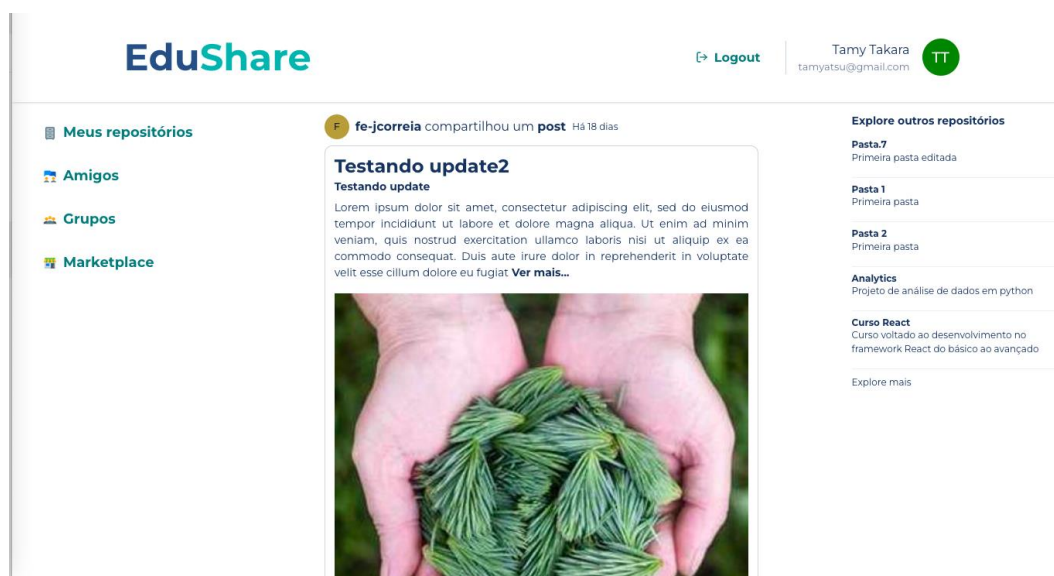 EduShare
Logout
Tamy Takara
tamyatsu@gmail.com
TT
Meus repositórios
Amigos
Grupos
Marketplace
F fe-jcorreia compartilhou um post Há 18 dias
Testando update2
Testando update
Lorem ipsum dolor sit amet, consectetur adipiscing elit, sed do eiusmod
tempor incididunt ut labore et dolore magna aliqua. Ut enim ad minim
veniam, quis nostrud exercitation ullamco laboris nisi ut aliquip ex ea
commodo consequat. Duis aute irure dolor in reprehenderit in voluptate
velit esse cillum dolore eu fugiat Ver mais...
Explore outros repositórios
Pasta.7
Primeira pasta editada
Pasta 1
Primeira pasta
Pasta 2
Primeira pasta
Analytics
Projeto de análise de dados em python
Curso React
Curso voltado ao desenvolvimento no
framework React do básico ao avançado
Explore mais